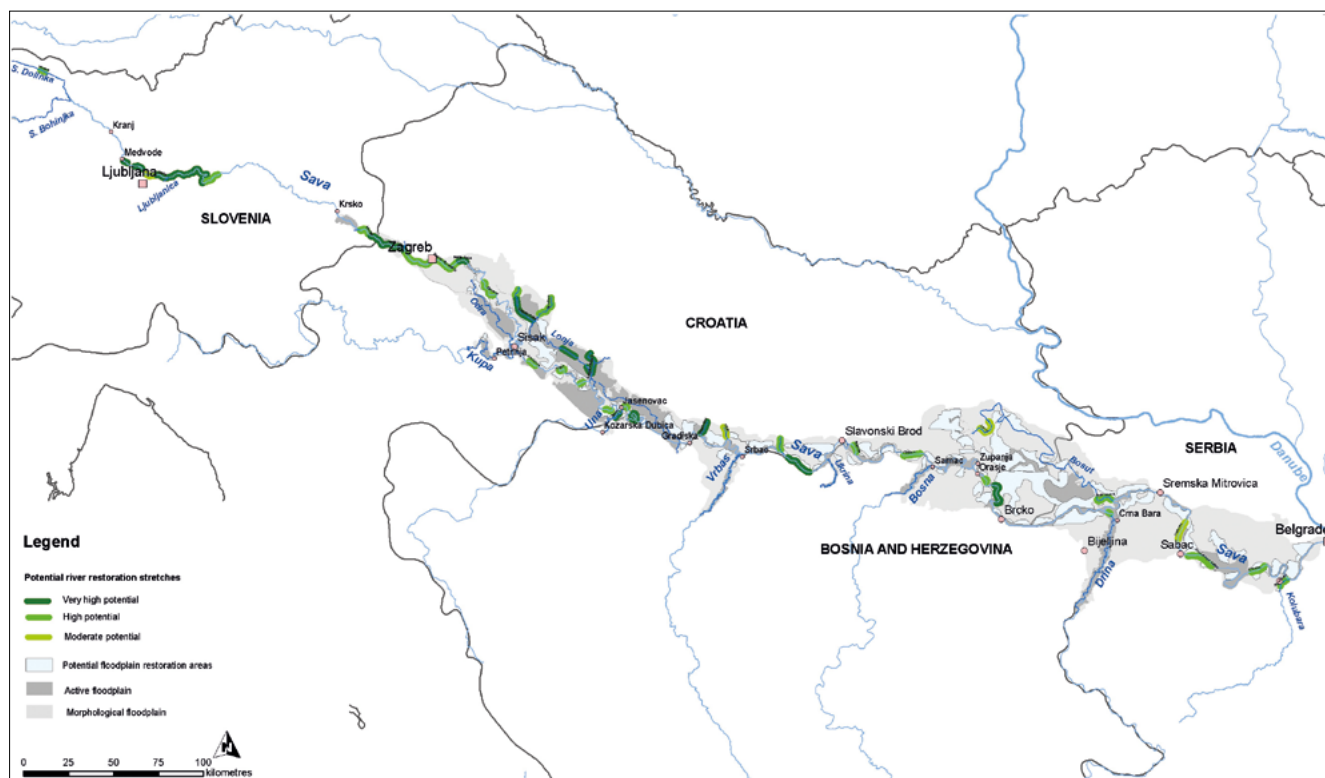 S. Dolinka
S. Bohinjka
Kranj
Medvode
Ljubljana
Ljubljanica
SLOVENIA
Sava
Krsko
Zagreb
Odra
Sisak
Lonja
CROATIA
Kupa
Petrinja
Jasenovac
Una
Kozarska Dubica
Gradiska
Vrbas
Srbac
Sava
Slavonski Brod
Ukrina
Bosna
Samac
Zupanja
Orasje
Brcko
Bosut
SERBIA
Danube
Sremska Mitrovica
Crna Bara
BOSNIA AND HERZEGOVINA
Bijeljina
Drina
Sabac
Sava
Belgrade
Kolubara
Legend
Potential river restoration stretches
Very high potential
High potential
Moderate potential
Potential floodplain restoration areas
Active floodplain
Morphological floodplain
N
0 25 50 75 100
kilometres